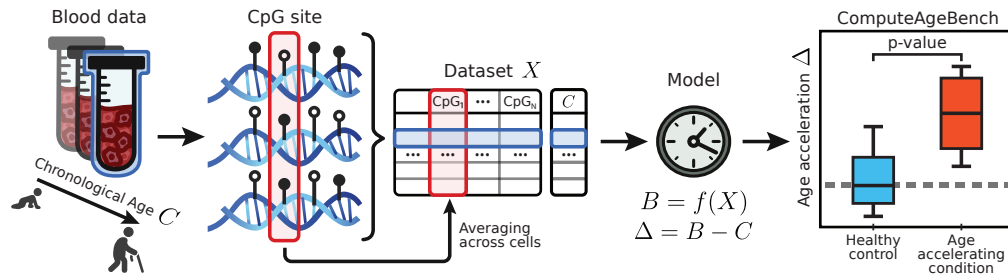 Blood data
Chronological Age C
CpG site
Averaging
across cells
Dataset X
CpG₁ ••• CpG_N C
••• ••• ••• •••
Model
B = f(X)
Δ = B − C
ComputeAgeBench
p-value
Age acceleration Δ
Healthy
control
Age
accelerating
condition